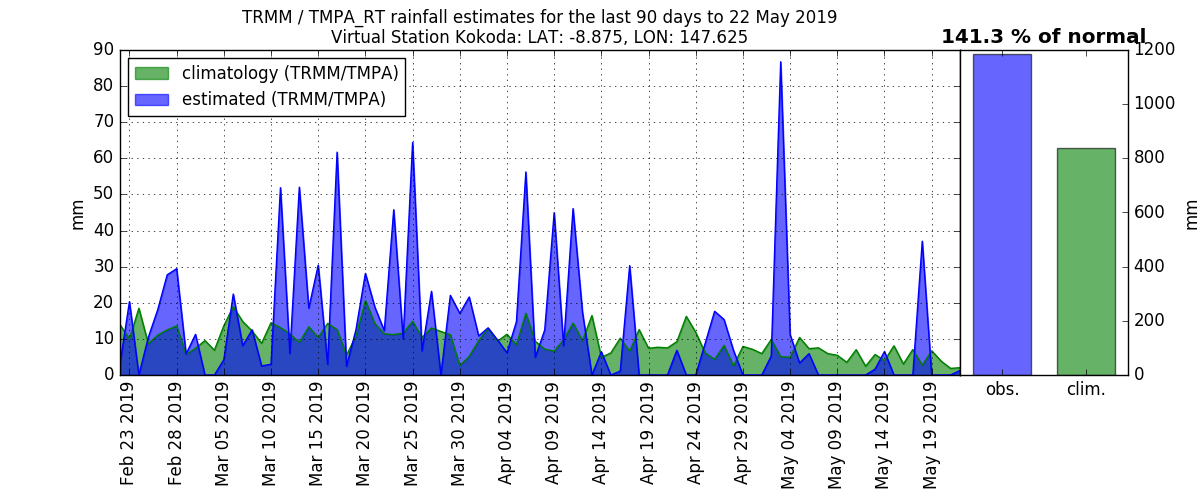 TRMM / TMPA_RT rainfall estimates for the last 90 days to 22 May 2019
Virtual Station Kokoda: LAT: -8.875, LON: 147.625
141.3 % of normal
climatology (TRMM/TMPA)
estimated (TRMM/TMPA)
mm
90
80
70
60
50
40
30
20
10
0
Feb 23 2019
Feb 28 2019
Mar 05 2019
Mar 10 2019
Mar 15 2019
Mar 20 2019
Mar 25 2019
Mar 30 2019
Apr 04 2019
Apr 09 2019
Apr 14 2019
Apr 19 2019
Apr 24 2019
Apr 29 2019
May 04 2019
May 09 2019
May 14 2019
May 19 2019
obs.
clim.
1200
1000
800
600
400
200
0
mm